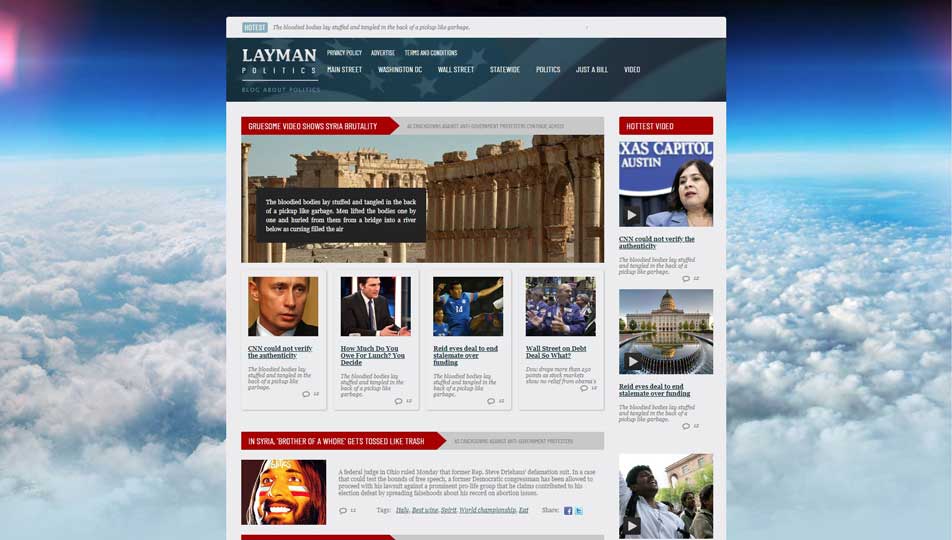 HOTEST The bloodied bodies lay stuffed and tangled in the back of a pickup like garbage.
LAYMAN
POLITICS
BLOG ABOUT POLITICS
PRIVACY POLICY ADVERTISE TERMS AND CONDITIONS
MAIN STREET WASHINGTON DC WALL STREET STATEWIDE POLITICS JUST A BILL VIDEO
GRUESOME VIDEO SHOWS SYRIA BRUTALITY AS CRACKDOWNS AGAINST ANTI-GOVERNMENT PROTESTERS CONTINUE ACROSS
The bloodied bodies lay stuffed and tangled in the back
of a pickup like garbage. Men lifted the bodies one by
one and hurled from them from a bridge into a river
below as cursing filled the air
CNN could not verify
the authenticity
The bloodied bodies lay
stuffed and tangled in the
back of a pickup like
garbage.
12
How Much Do You
Owe For Lunch? You
Decide
The bloodied bodies lay
stuffed and tangled in the
back of a pickup like
garbage.
12
14
Reid eyes deal to end
stalemate over
funding
The bloodied bodies lay
stuffed and tangled in the
back of a pickup like
garbage.
12
Wall Street on Debt
Deal So What?
Dow drops more than 250
points as stock markets
show no relief from obama's
12
IN SYRIA, 'BROTHER OF A WHORE' GETS TOSSED LIKE TRASH AS CRACKDOWNS AGAINST ANTI-GOVERNMENT PROTESTERS
A federal judge in Ohio ruled Monday that former Rep. Steve Driehaus' defamation suit. In a case
that could test the bounds of free speech, a former Democratic congressman has been allowed to
proceed with his lawsuit against a prominent pro-life group that he claims contributed to his
election defeat by spreading falsehoods about his record on abortion issues.
12 Tags: Italy, Best wine, Spirit, World championship, Eat Share:
HOTTEST VIDEO
XAS CAPITOL
AUSTIN
CNN could not verify the
authenticity
The bloodied bodies lay stuffed
and tangled in the back of a
pickup like garbage.
12
Reid eyes deal to end
stalemate over funding
The bloodied bodies lay stuffed
and tangled in the back of a
pickup like garbage.
12